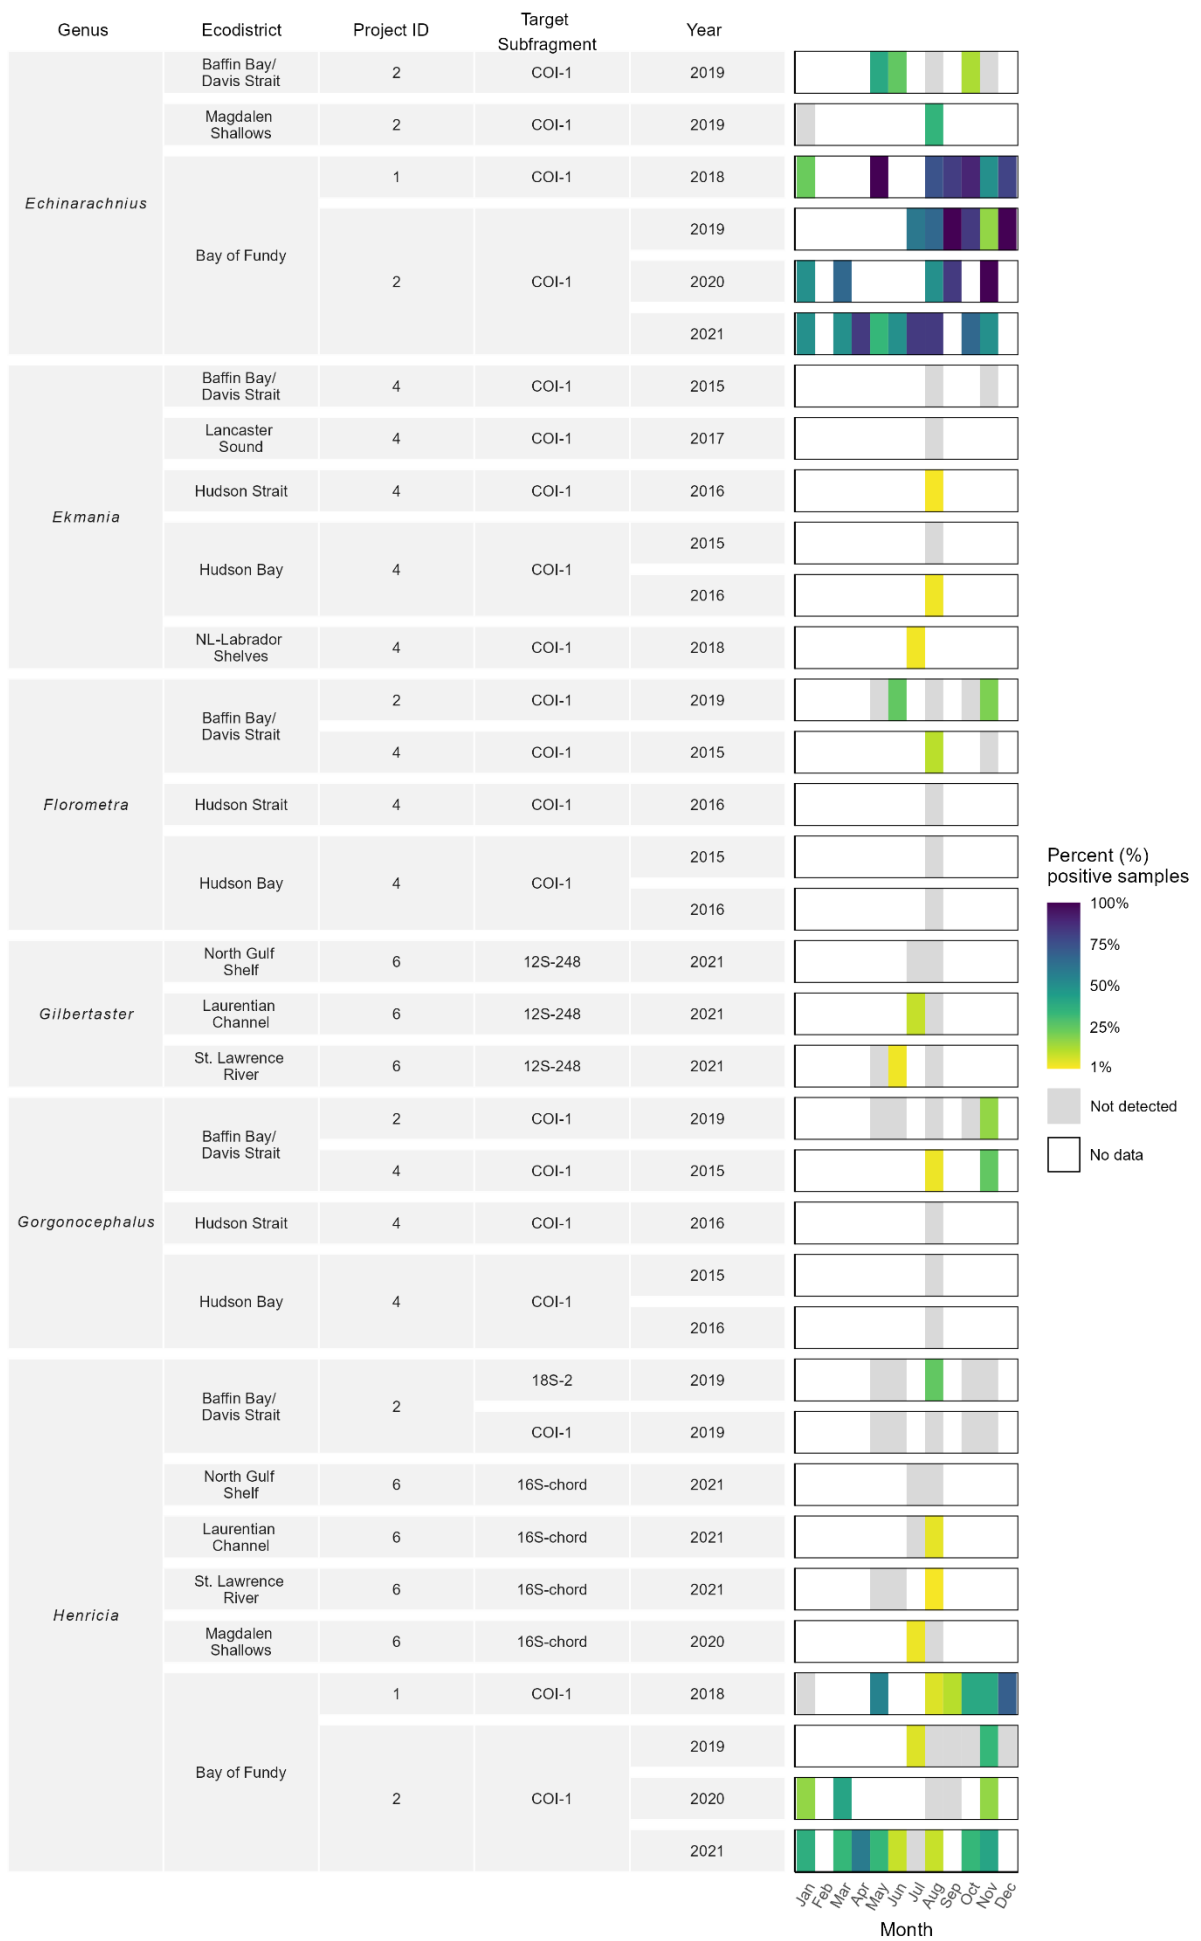 Genus Ecodistrict Project ID Target Year
Subfragment
Echinarachnius
Baffin Bay/
Davis Strait
2 COI-1 2019
Magdalen
Shallows
2 COI-1 2019
Bay of Fundy
1 COI-1 2018
2 COI-1
2019
2020
2021
Ekmania
Baffin Bay/
Davis Strait
4 COI-1 2015
Lancaster
Sound
4 COI-1 2017
Hudson Strait 4 COI-1 2016
Hudson Bay 4 COI-1
2015
2016
NL-Labrador
Shelves
4 COI-1 2018
Florometra
Baffin Bay/
Davis Strait
2 COI-1 2019
4 COI-1 2015
Hudson Strait 4 COI-1 2016
Hudson Bay 4 COI-1
2015
2016
Gilbertaster
North Gulf
Shelf
6 12S-248 2021
Laurentian
Channel
6 12S-248 2021
St. Lawrence
River
6 12S-248 2021
Gorgonocephalus
Baffin Bay/
Davis Strait
2 COI-1 2019
4 COI-1 2015
Hudson Strait 4 COI-1 2016
Hudson Bay 4 COI-1
2015
2016
Henricia
Baffin Bay/
Davis Strait
2
18S-2 2019
COI-1 2019
North Gulf
Shelf
6 16S-chord 2021
Laurentian
Channel
6 16S-chord 2021
St. Lawrence
River
6 16S-chord 2021
Magdalen
Shallows
6 16S-chord 2020
Bay of Fundy
1 COI-1 2018
2 COI-1
2019
2020
2021
Jan Feb Mar Apr May Jun Jul Aug Sep Oct Nov Dec
Month
Percent (%)
positive samples
100%
75%
50%
25%
1%
Not detected
No data